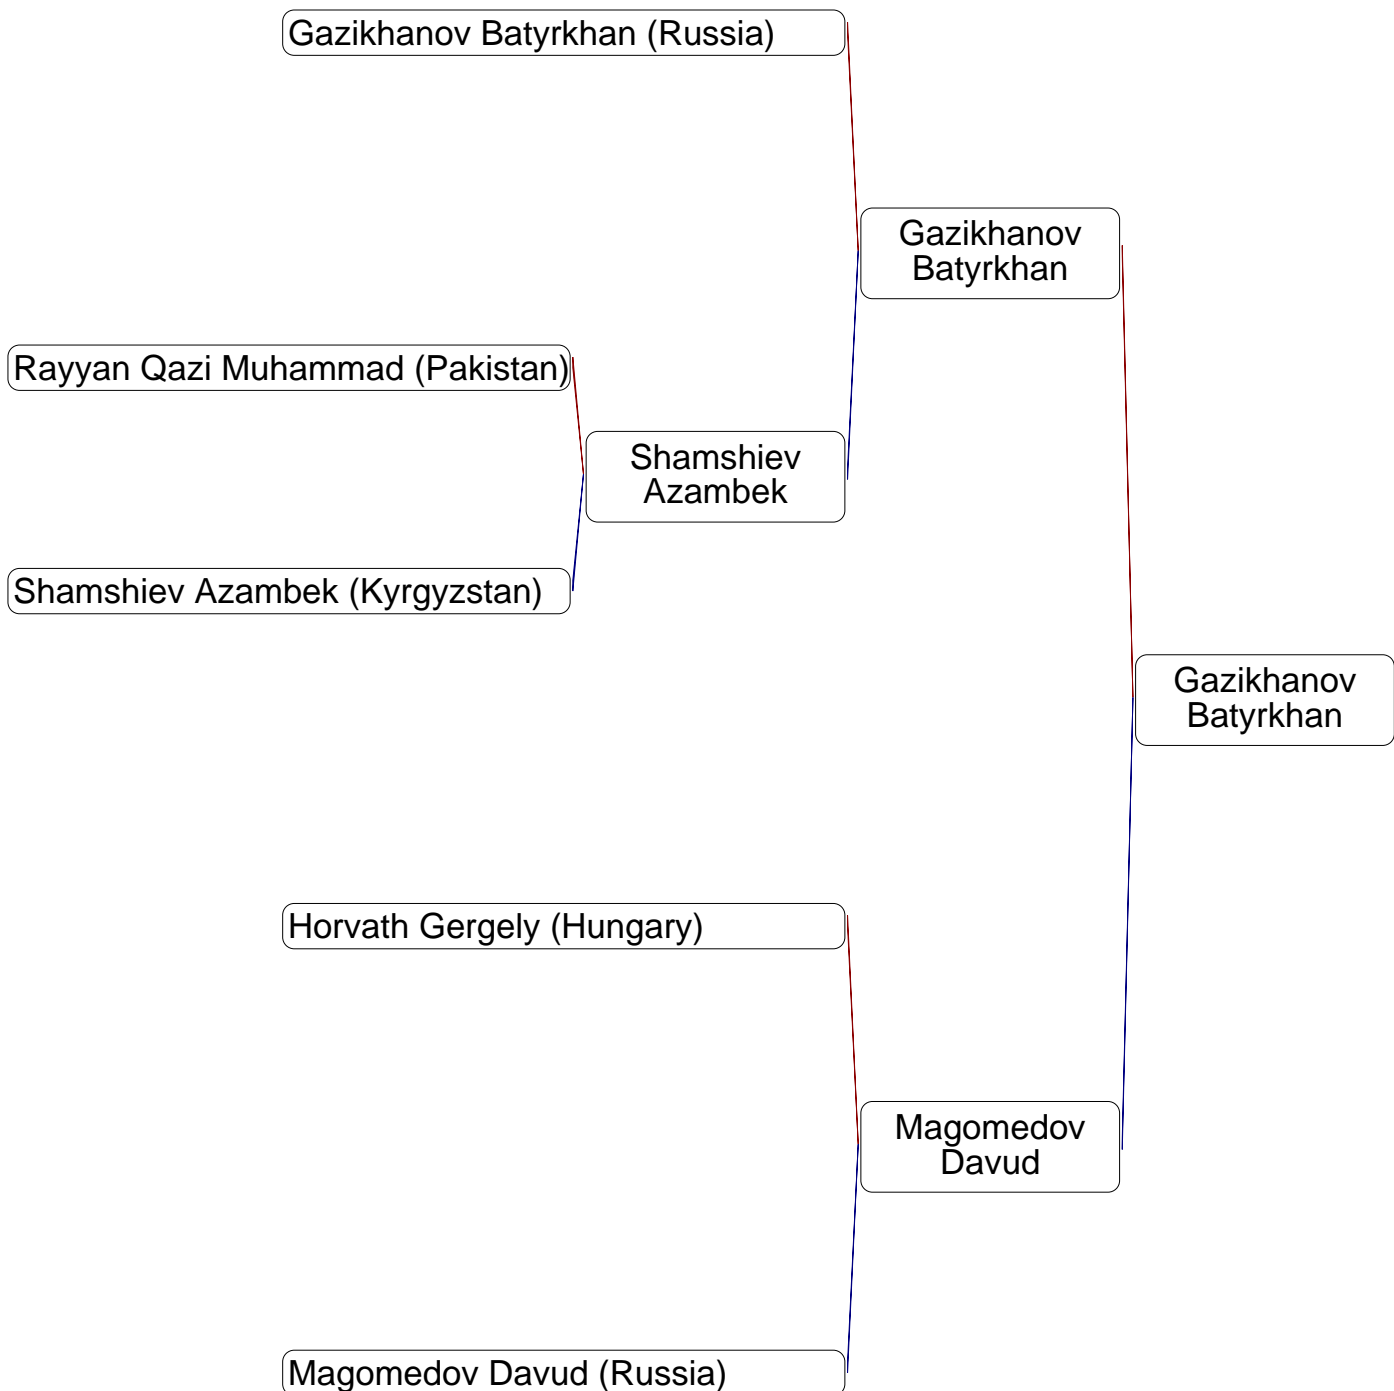 Gazikhanov Batyrkhan (Russia)
Gazikhanov
Batyrkhan
Rayyan Qazi Muhammad (Pakistan)
Shamshiev
Azambek
Shamshiev Azambek (Kyrgyzstan)
Gazikhanov
Batyrkhan
Horvath Gergely (Hungary)
Magomedov
Davud
Magomedov Davud (Russia)